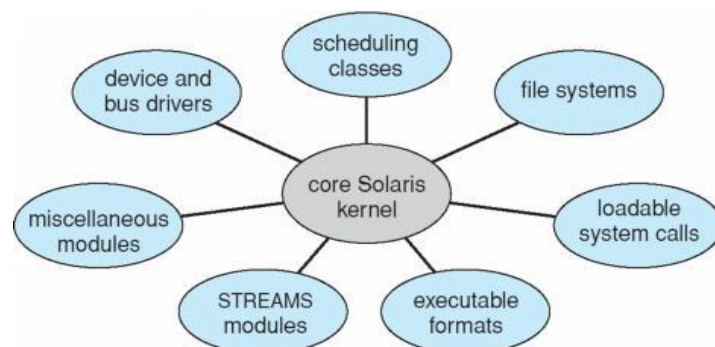 scheduling
classes
device and
bus drivers
file systems
core Solaris
kernel
miscellaneous
modules
loadable
system calls
STREAMS
modules
executable
formats